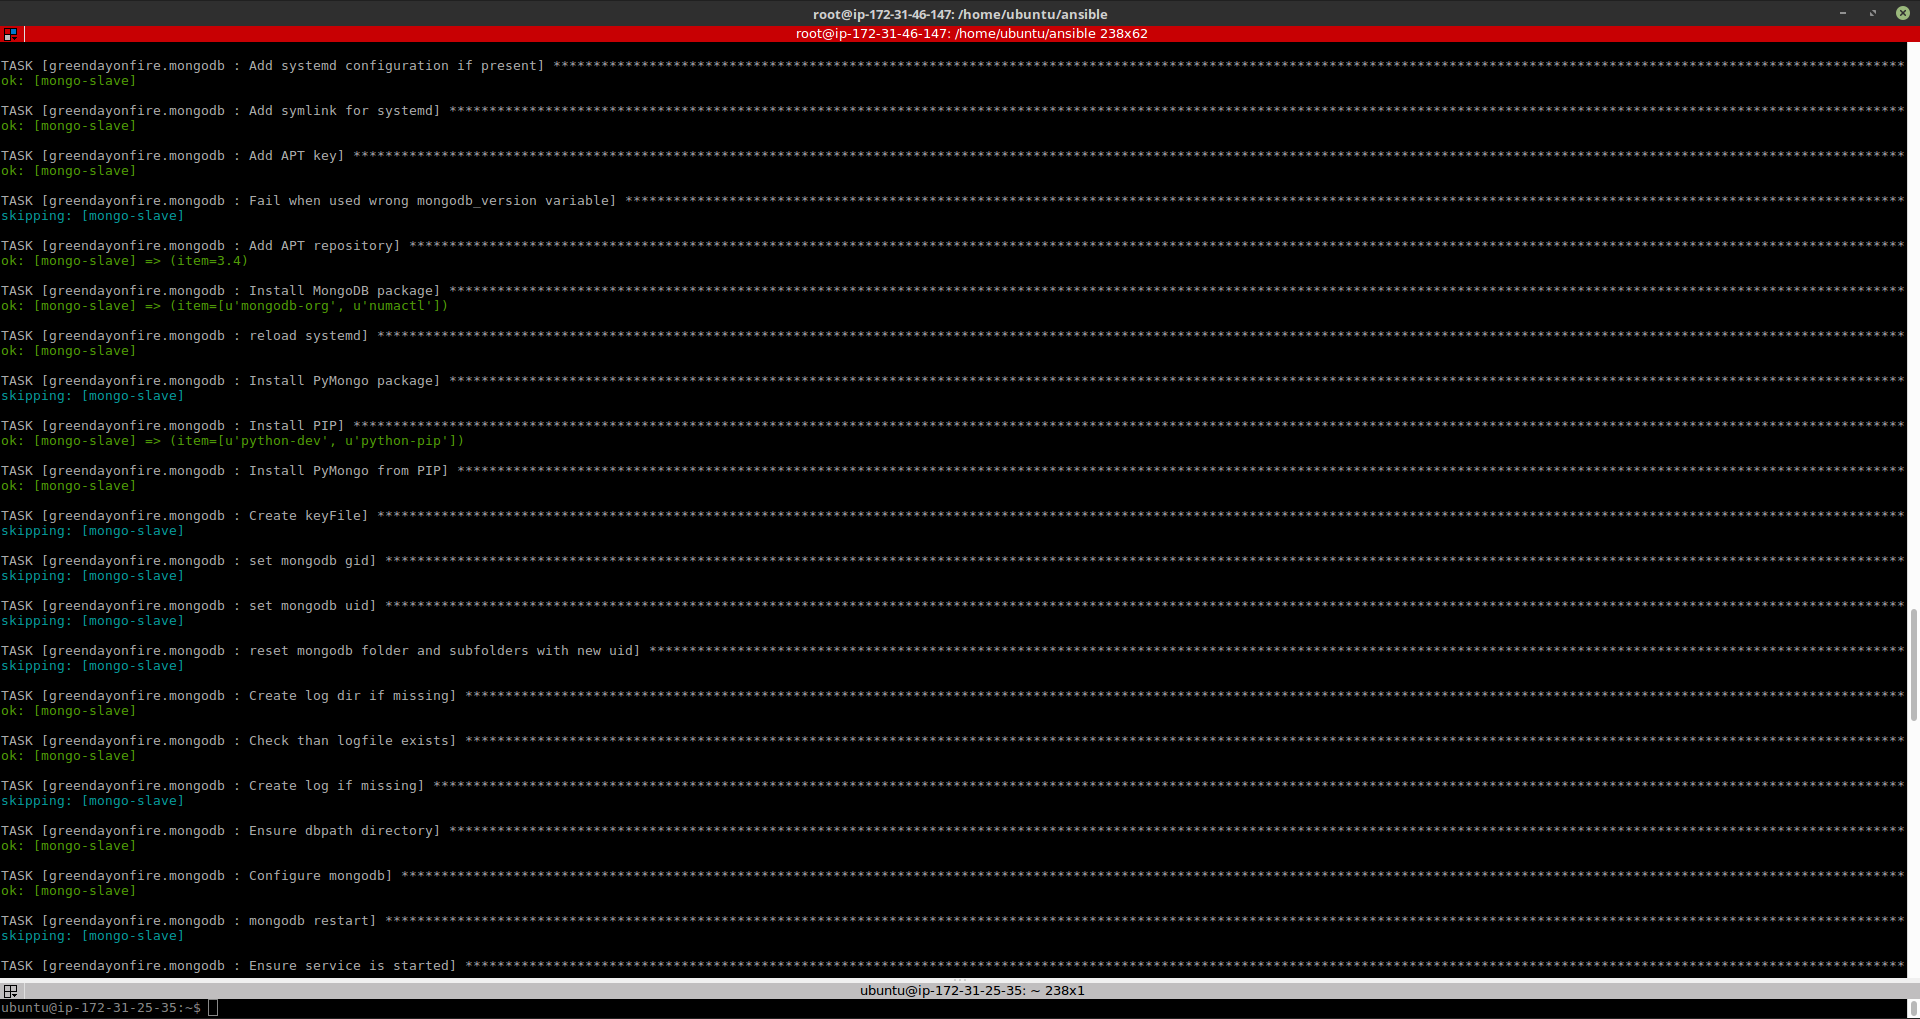 root@ip-172-31-46-147: /home/ubuntu/ansible
root@ip-172-31-46-147: /home/ubuntu/ansible 238x62
TASK [greendayonfire.mongodb : Add systemd configuration if present] *************************************************************************************************************************************************************************
ok: [mongo-slave]
TASK [greendayonfire.mongodb : Add symlink for systemd] **************************************************************************************************************************************************************************************
ok: [mongo-slave]
TASK [greendayonfire.mongodb : Add APT key] **************************************************************************************************************************************************************************************************
ok: [mongo-slave]
TASK [greendayonfire.mongodb : Fail when used wrong mongodb_version variable] ****************************************************************************************************************************************************************
skipping: [mongo-slave]
TASK [greendayonfire.mongodb : Add APT repository] *******************************************************************************************************************************************************************************************
ok: [mongo-slave] => (item=3.4)
TASK [greendayonfire.mongodb : Install MongoDB package] **************************************************************************************************************************************************************************************
ok: [mongo-slave] => (item=[u'mongodb-org', u'numactl'])
TASK [greendayonfire.mongodb : reload systemd] ***********************************************************************************************************************************************************************************************
ok: [mongo-slave]
TASK [greendayonfire.mongodb : Install PyMongo package] **************************************************************************************************************************************************************************************
skipping: [mongo-slave]
TASK [greendayonfire.mongodb : Install PIP] **************************************************************************************************************************************************************************************************
ok: [mongo-slave] => (item=[u'python-dev', u'python-pip'])
TASK [greendayonfire.mongodb : Install PyMongo from PIP] *************************************************************************************************************************************************************************************
ok: [mongo-slave]
TASK [greendayonfire.mongodb : Create keyFile] ***********************************************************************************************************************************************************************************************
skipping: [mongo-slave]
TASK [greendayonfire.mongodb : set mongodb gid] **********************************************************************************************************************************************************************************************
skipping: [mongo-slave]
TASK [greendayonfire.mongodb : set mongodb uid] **********************************************************************************************************************************************************************************************
skipping: [mongo-slave]
TASK [greendayonfire.mongodb : reset mongodb folder and subfolders with new uid] *************************************************************************************************************************************************************
skipping: [mongo-slave]
TASK [greendayonfire.mongodb : Create log dir if missing] ************************************************************************************************************************************************************************************
ok: [mongo-slave]
TASK [greendayonfire.mongodb : Check than logfile exists] ************************************************************************************************************************************************************************************
ok: [mongo-slave]
TASK [greendayonfire.mongodb : Create log if missing] ****************************************************************************************************************************************************************************************
skipping: [mongo-slave]
TASK [greendayonfire.mongodb : Ensure dbpath directory] **************************************************************************************************************************************************************************************
ok: [mongo-slave]
TASK [greendayonfire.mongodb : Configure mongodb] ********************************************************************************************************************************************************************************************
ok: [mongo-slave]
TASK [greendayonfire.mongodb : mongodb restart] **********************************************************************************************************************************************************************************************
skipping: [mongo-slave]
TASK [greendayonfire.mongodb : Ensure service is started] ************************************************************************************************************************************************************************************
ubuntu@ip-172-31-25-35: ~ 238x1
ubuntu@ip-172-31-25-35:~$